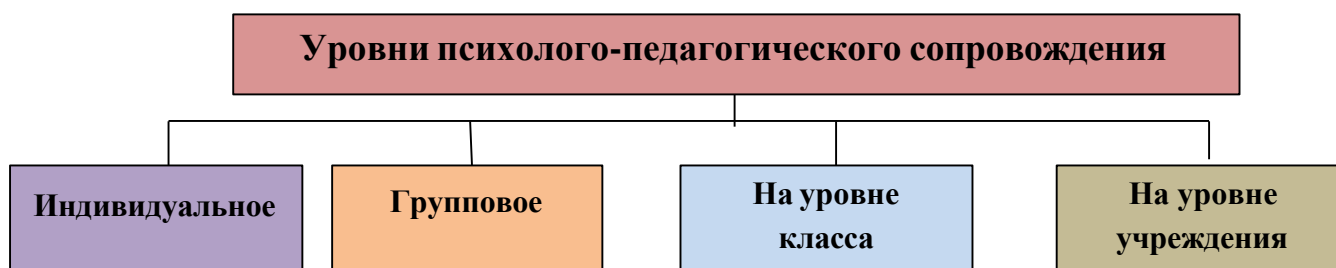 Уровни психолого-педагогического сопровождения
Индивидуальное
Групповое
На уровне
класса
На уровне
учреждения